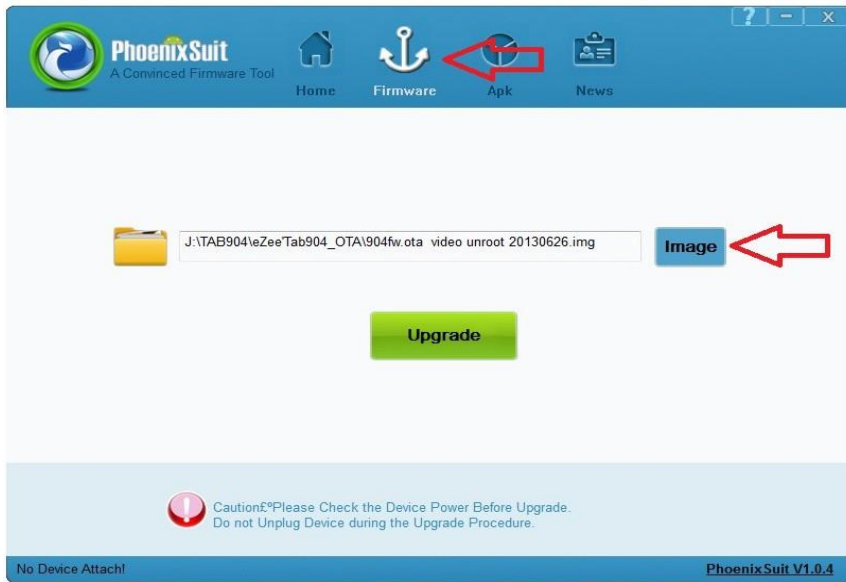 ? – x
PhoenixSuit
A Convinced Firmware Tool
Home Firmware Apk News
J:\TAB904\eZee'Tab904_OTA\904fw.ota video unroot 20130626.img
Image
Upgrade
Caution£ºPlease Check the Device Power Before Upgrade.
Do not Unplug Device during the Upgrade Procedure.
No Device Attach!
PhoenixSuit V1.0.4